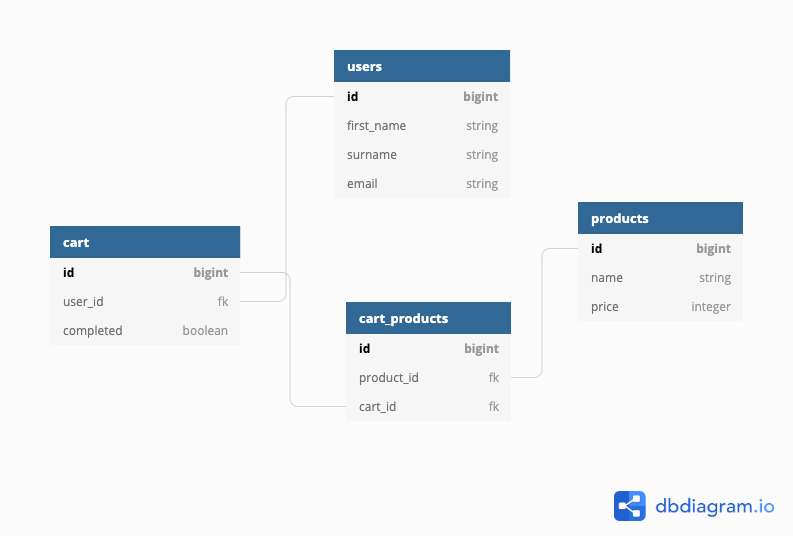 users
id bigint
first_name string
surname string
email string
cart
id bigint
user_id fk
completed boolean
cart_products
id bigint
product_id fk
cart_id fk
products
id bigint
name string
price integer
dbdiagram.io